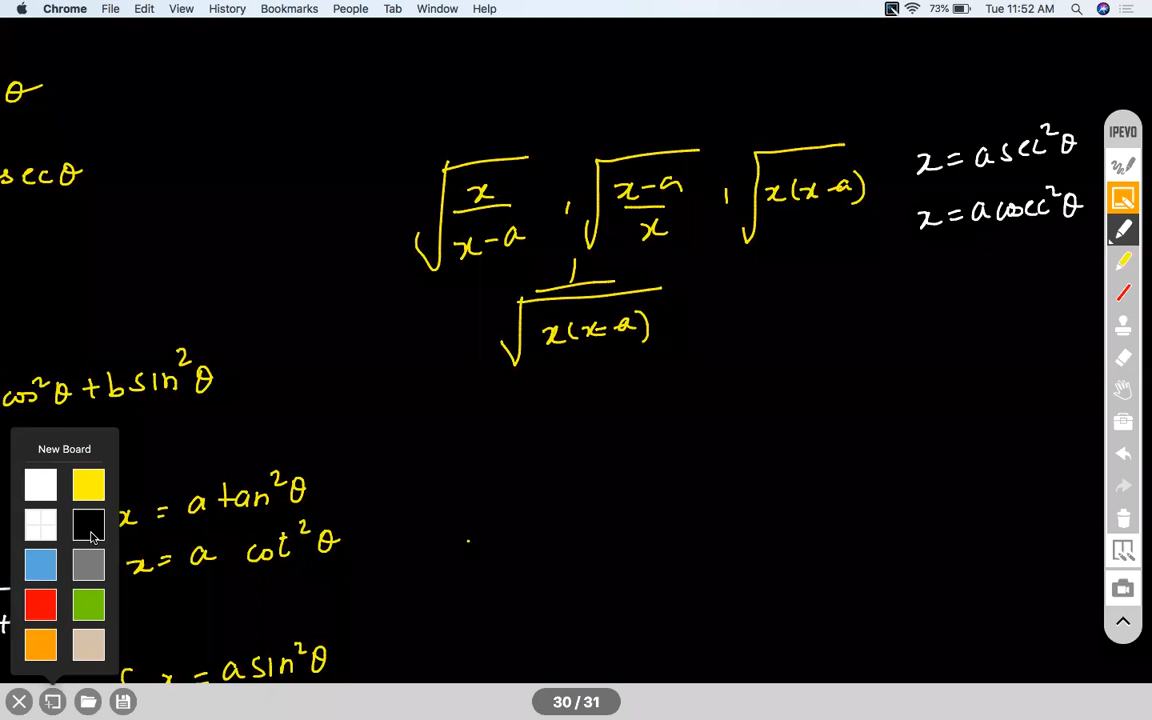 Chrome File Edit View History Bookmarks People Tab Window Help 73% Tue 11:52 AM
θ
sec θ
√(x/(x-a)) , √((x-a)/x) , √(x(x-a))
x = a sec²θ
x = a cosec²θ
1/√(x(x-a))
cos²θ + b sin²θ
x = a tan²θ
x = a cot²θ
x = a sin²θ
IPEVO
New Board
30 / 31